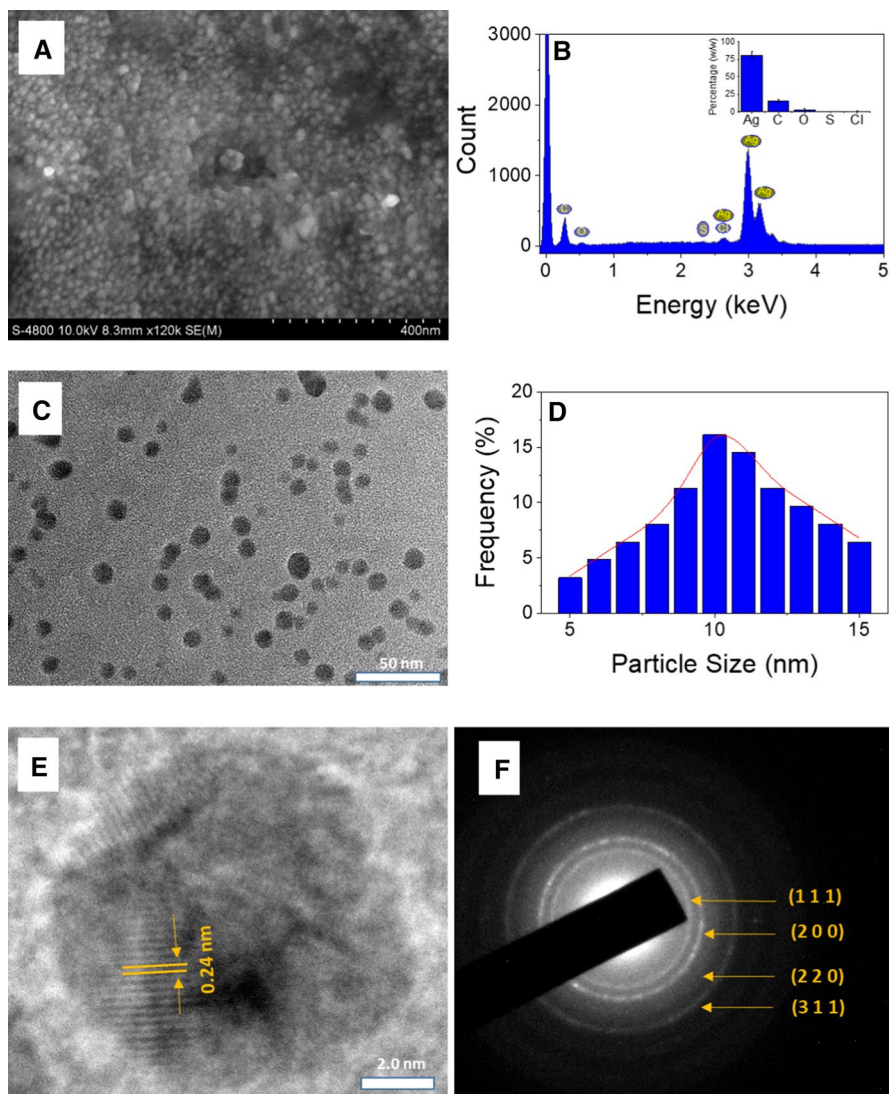 A
S-4800 10.0kV 8.3mm x120k SE(M)
400nm
B
3000
2000
1000
0
Count
0
1
2
3
4
5
Energy (keV)
C
O
S
Ag
Cl
Ag
Ag
Percentage (w/w)
100
75
50
25
0
Ag
C
O
S
Cl
C
50 nm
D
20
15
10
5
0
Frequency (%)
5
10
15
Particle Size (nm)
E
0.24 nm
2.0 nm
F
(1 1 1)
(2 0 0)
(2 2 0)
(3 1 1)